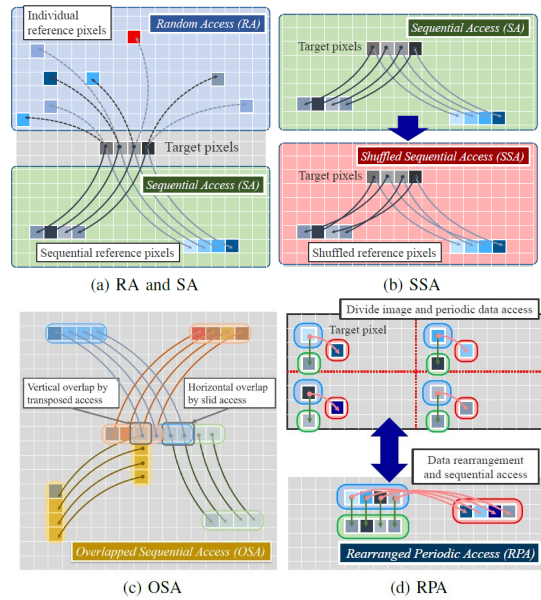 Individual
reference pixels
Random Access (RA)
Target pixels
Sequential Access (SA)
Sequential reference pixels
(a) RA and SA
Sequential Access (SA)
Target pixels
Shuffled Sequential Access (SSA)
Target pixels
Shuffled reference pixels
(b) SSA
Vertical overlap by
transposed access
Horizontal overlap
by slid access
Overlapped Sequential Access (OSA)
(c) OSA
Divide image and periodic data access
Target pixel
Data rearrangement
and sequential access
Rearranged Periodic Access (RPA)
(d) RPA